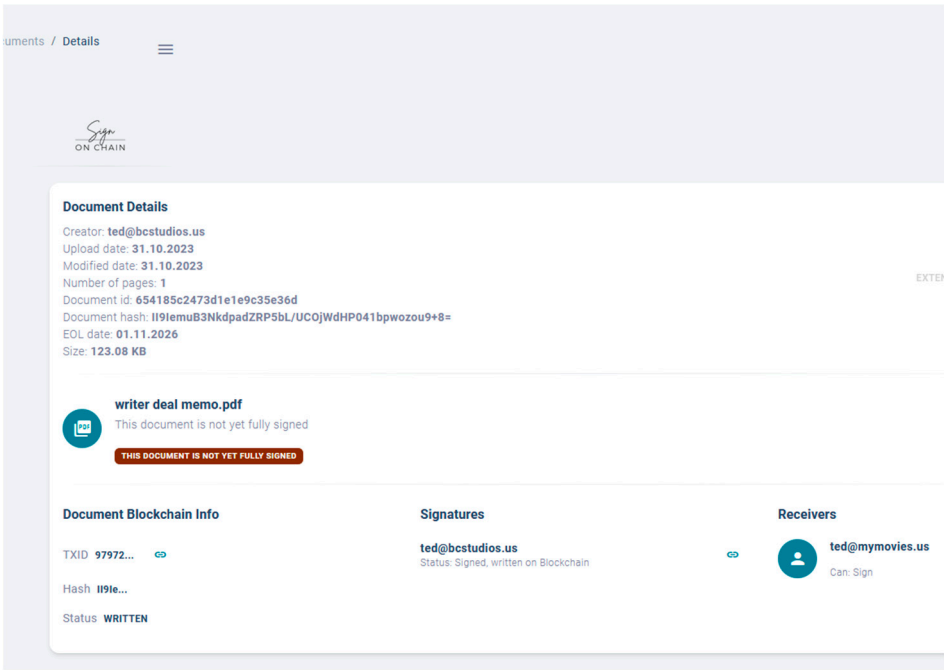 cuments / Details
Sign
ON CHAIN
Document Details
Creator: ted@bcstudios.us
Upload date: 31.10.2023
Modified date: 31.10.2023
Number of pages: 1
Document id: 654185c2473d1e1e9c35e36d
Document hash: II9IemuB3NkdpadZRP5bL/UCOjWdHP041bpwozou9+8=
EOL date: 01.11.2026
Size: 123.08 KB
EXTEN
writer deal memo.pdf
This document is not yet fully signed
THIS DOCUMENT IS NOT YET FULLY SIGNED
PDF
Document Blockchain Info
TXID 97972...
Hash II9Ie...
Status WRITTEN
Signatures
ted@bcstudios.us
Status: Signed, written on Blockchain
Receivers
ted@mymovies.us
Can: Sign